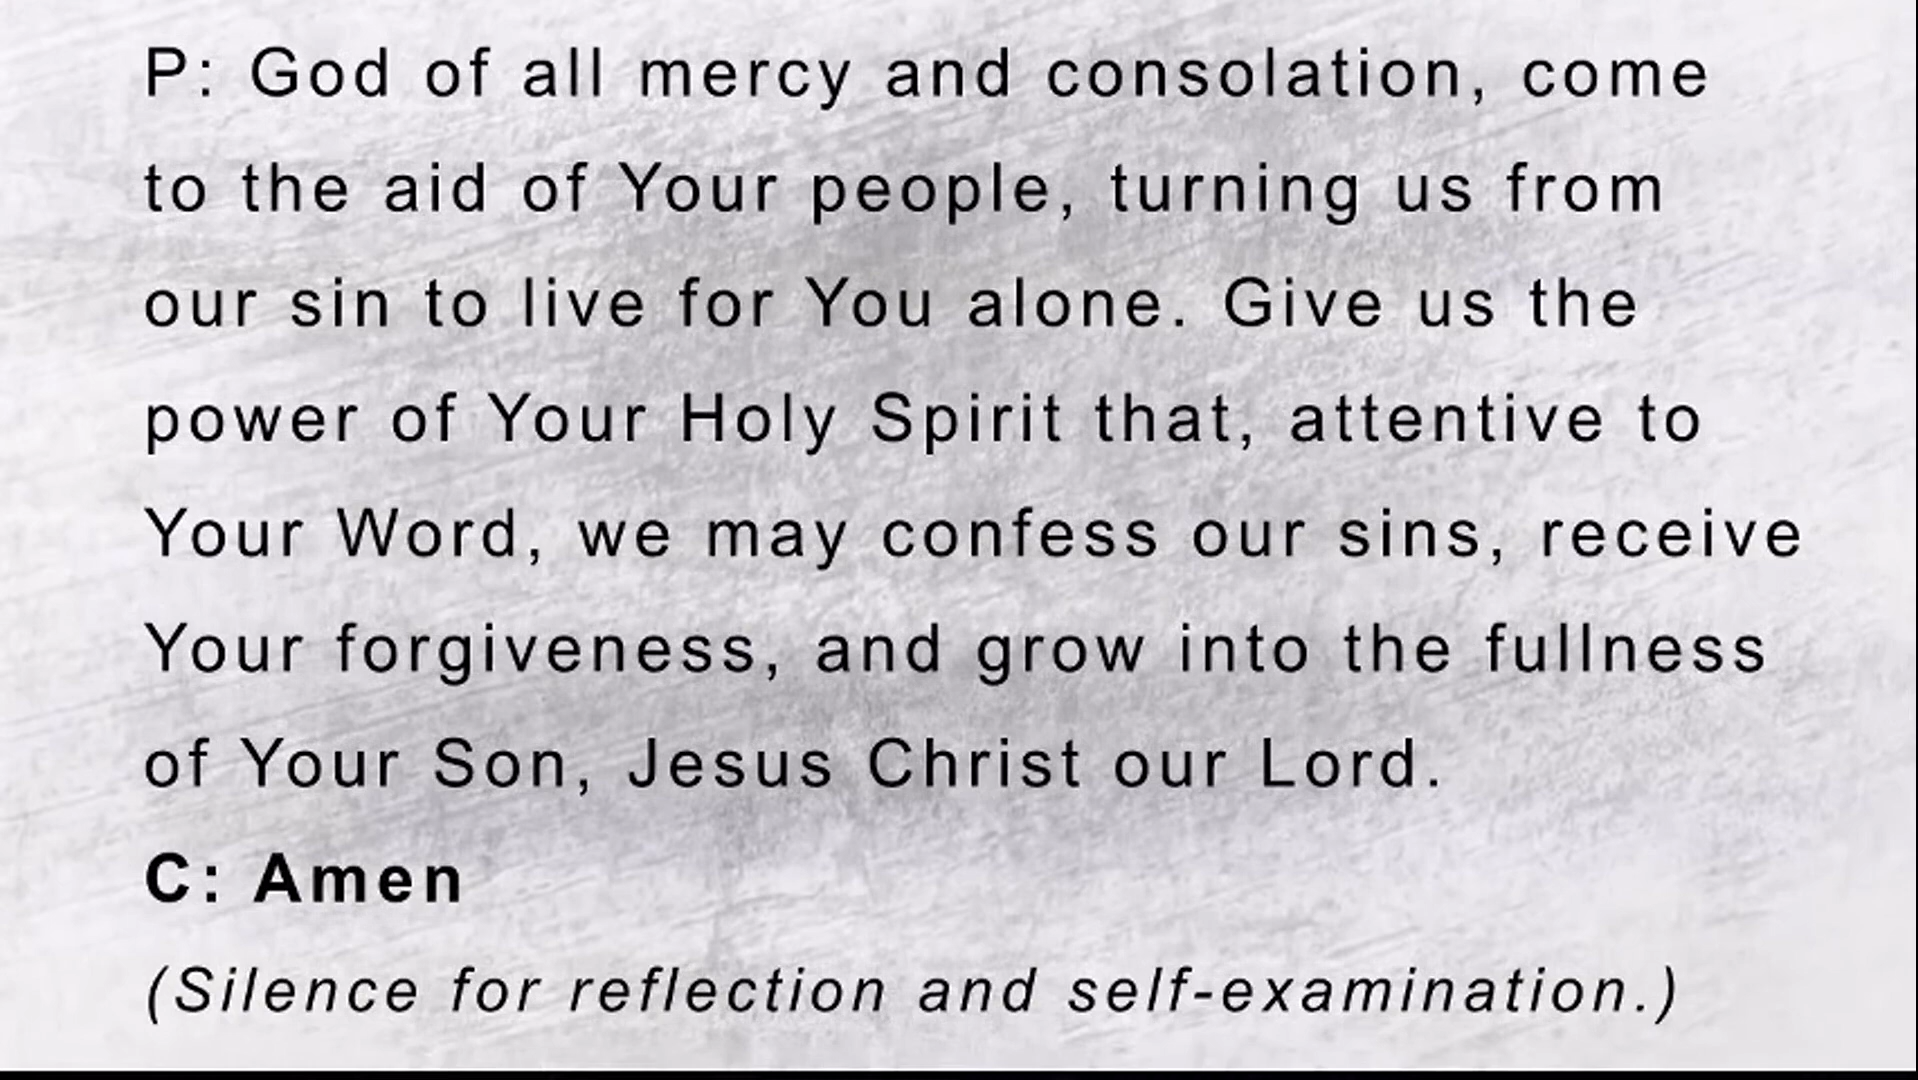 P: God of all mercy and consolation, come
to the aid of Your people, turning us from
our sin to live for You alone. Give us the
power of Your Holy Spirit that, attentive to
Your Word, we may confess our sins, receive
Your forgiveness, and grow into the fullness
of Your Son, Jesus Christ our Lord.
C: Amen
(Silence for reflection and self-examination.)